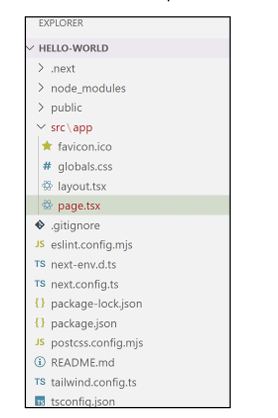 EXPLORER
HELLO-WORLD
.next
node_modules
public
src\app
favicon.ico
# globals.css
layout.tsx
page.tsx
.gitignore
JS eslint.config.mjs
TS next-env.d.ts
TS next.config.ts
{ } package-lock.json
{ } package.json
JS postcss.config.mjs
README.md
TS tailwind.config.ts
TS tsconfig.json